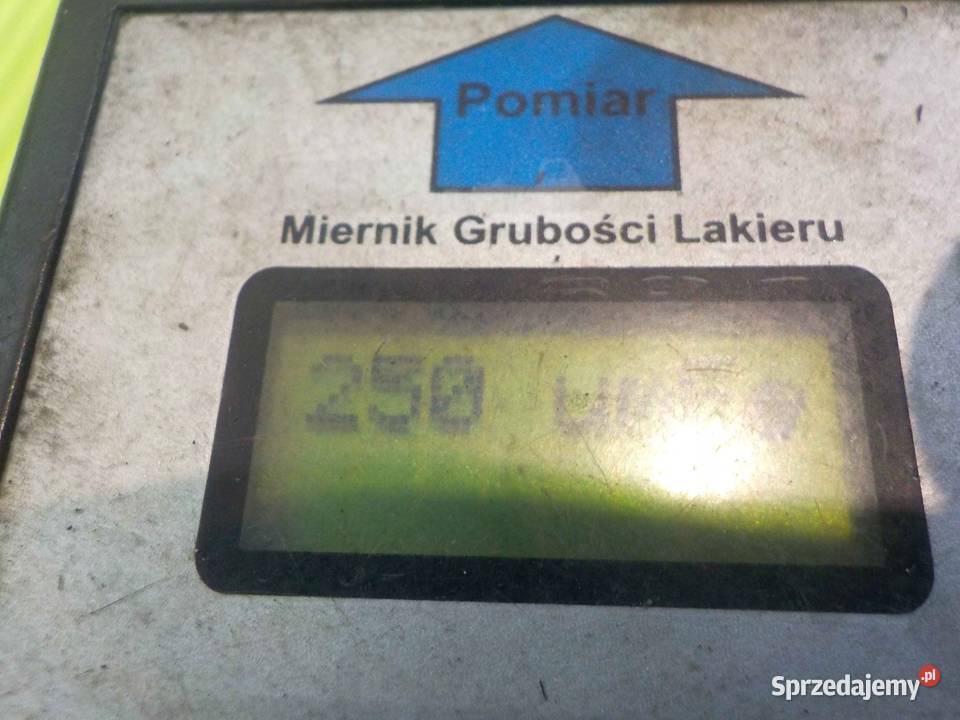 Pomiar
Miernik Grubości Lakieru
250
Sprzedajemy.pl